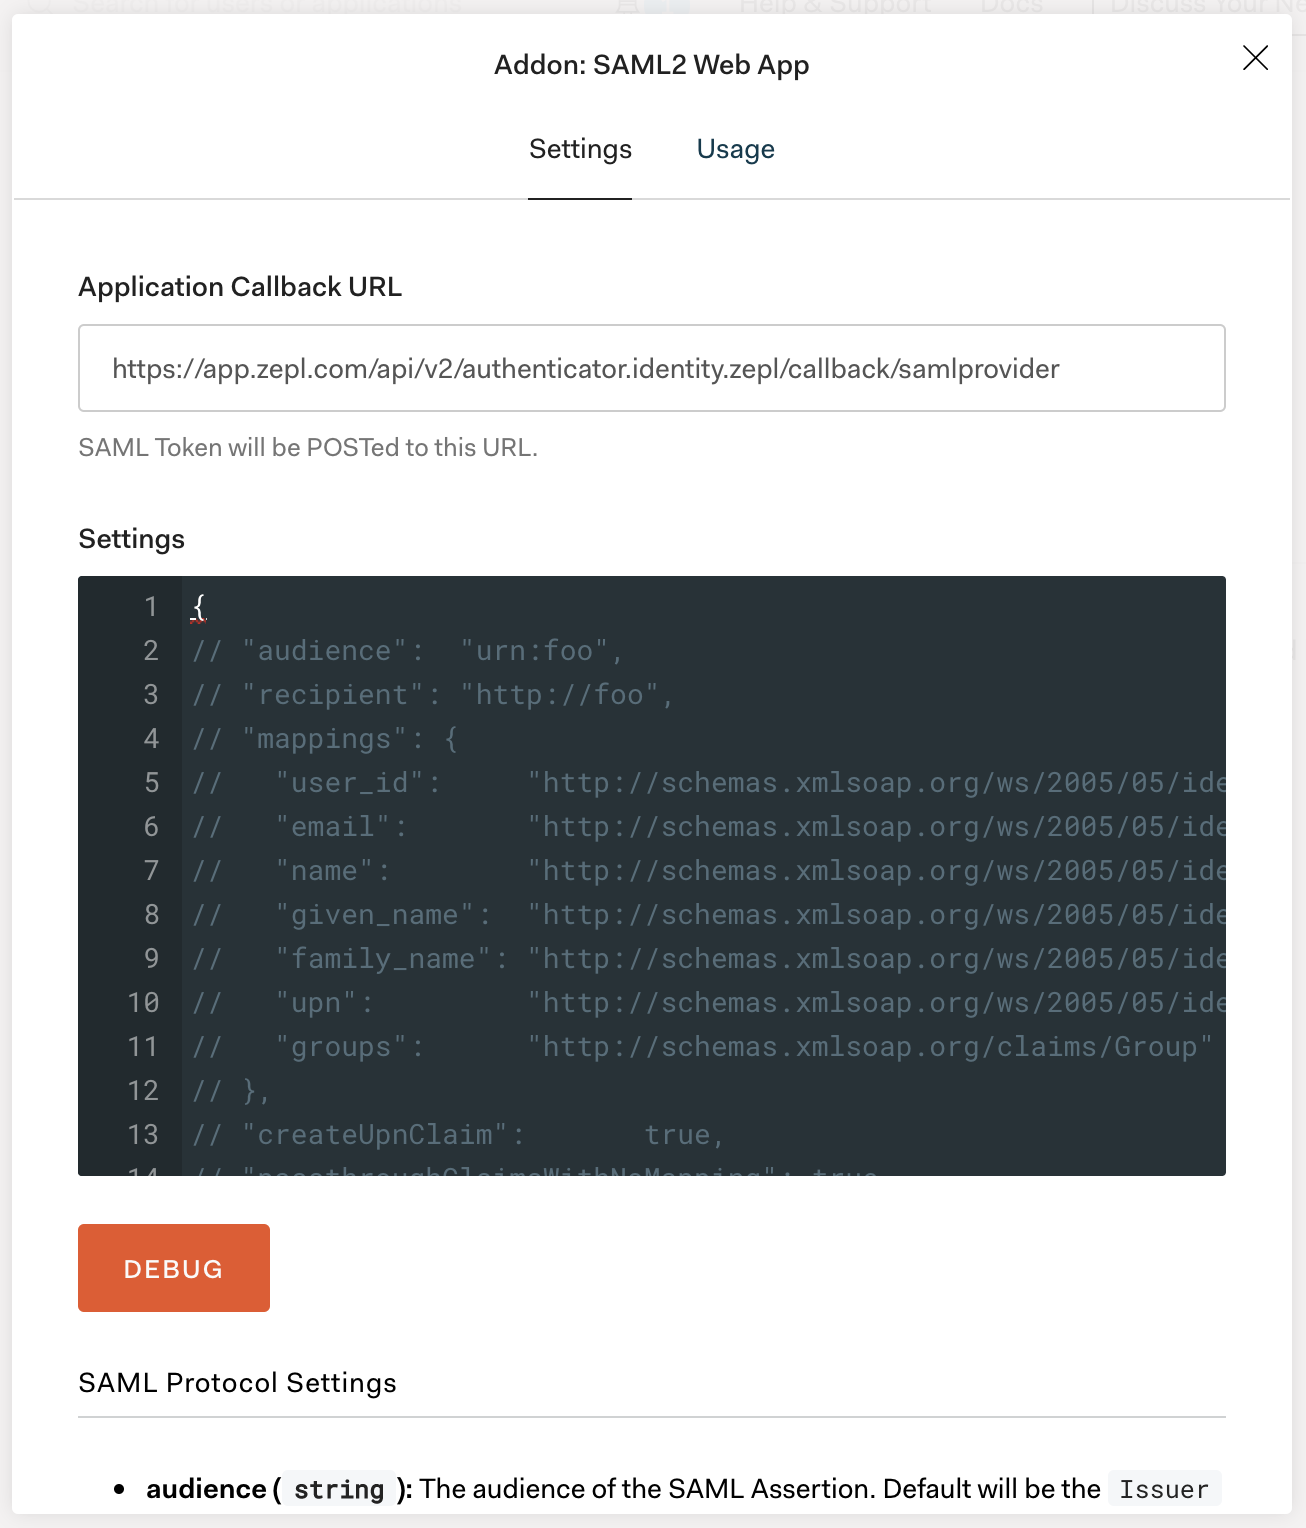 Search for users or applications
Help & Support
Docs
Discuss Your Ne
Addon: SAML2 Web App
Settings
Usage
Application Callback URL
https://app.zepl.com/api/v2/authenticator.identity.zepl/callback/samlprovider
SAML Token will be POSTed to this URL.
Settings
1 {
2 // "audience":  "urn:foo",
3 // "recipient": "http://foo",
4 // "mappings": {
5 //   "user_id":     "http://schemas.xmlsoap.org/ws/2005/05/ide
6 //   "email":       "http://schemas.xmlsoap.org/ws/2005/05/ide
7 //   "name":        "http://schemas.xmlsoap.org/ws/2005/05/ide
8 //   "given_name":  "http://schemas.xmlsoap.org/ws/2005/05/ide
9 //   "family_name": "http://schemas.xmlsoap.org/ws/2005/05/ide
10 //   "upn":         "http://schemas.xmlsoap.org/ws/2005/05/ide
11 //   "groups":      "http://schemas.xmlsoap.org/claims/Group"
12 // },
13 // "createUpnClaim":       true,
14 // "passthroughClaimsWithNoMapping": true
DEBUG
SAML Protocol Settings
• audience ( string ): The audience of the SAML Assertion. Default will be the Issuer